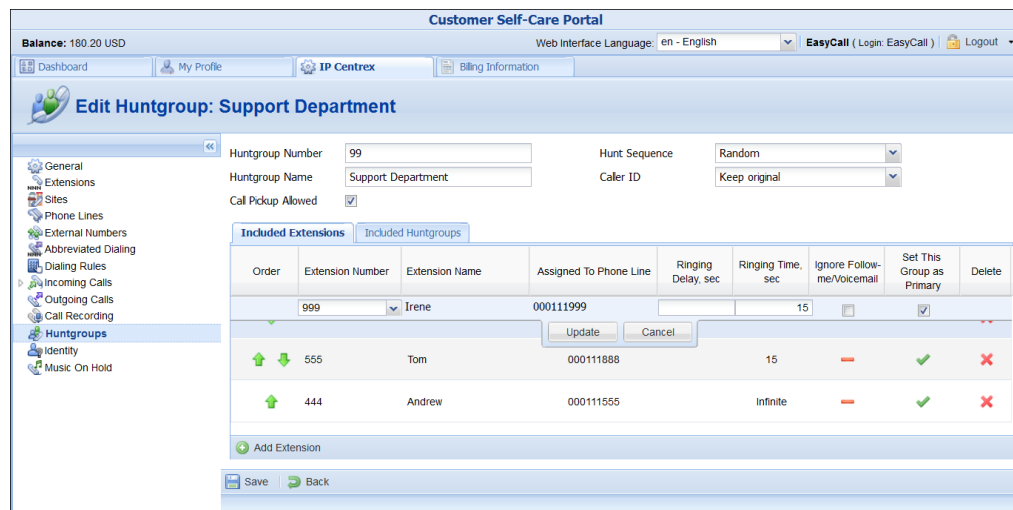 Customer Self-Care Portal
Balance: 180.20 USD Web Interface Language: en - English EasyCall ( Login: EasyCall ) Logout
Dashboard My Profile IP Centrex Billing Information
Edit Huntgroup: Support Department
General
Extensions
Sites
Phone Lines
External Numbers
Abbreviated Dialing
Dialing Rules
Incoming Calls
Outgoing Calls
Call Recording
Huntgroups
Identity
Music On Hold
Huntgroup Number 99 Hunt Sequence Random
Huntgroup Name Support Department Caller ID Keep original
Call Pickup Allowed
Included Extensions Included Huntgroups
Order Extension Number Extension Name Assigned To Phone Line Ringing Delay, sec Ringing Time, sec Ignore Follow-me/Voicemail Set This Group as Primary Delete
999 Irene 000111999 15
Update Cancel
555 Tom 000111888 15
444 Andrew 000111555 Infinite
Add Extension
Save Back